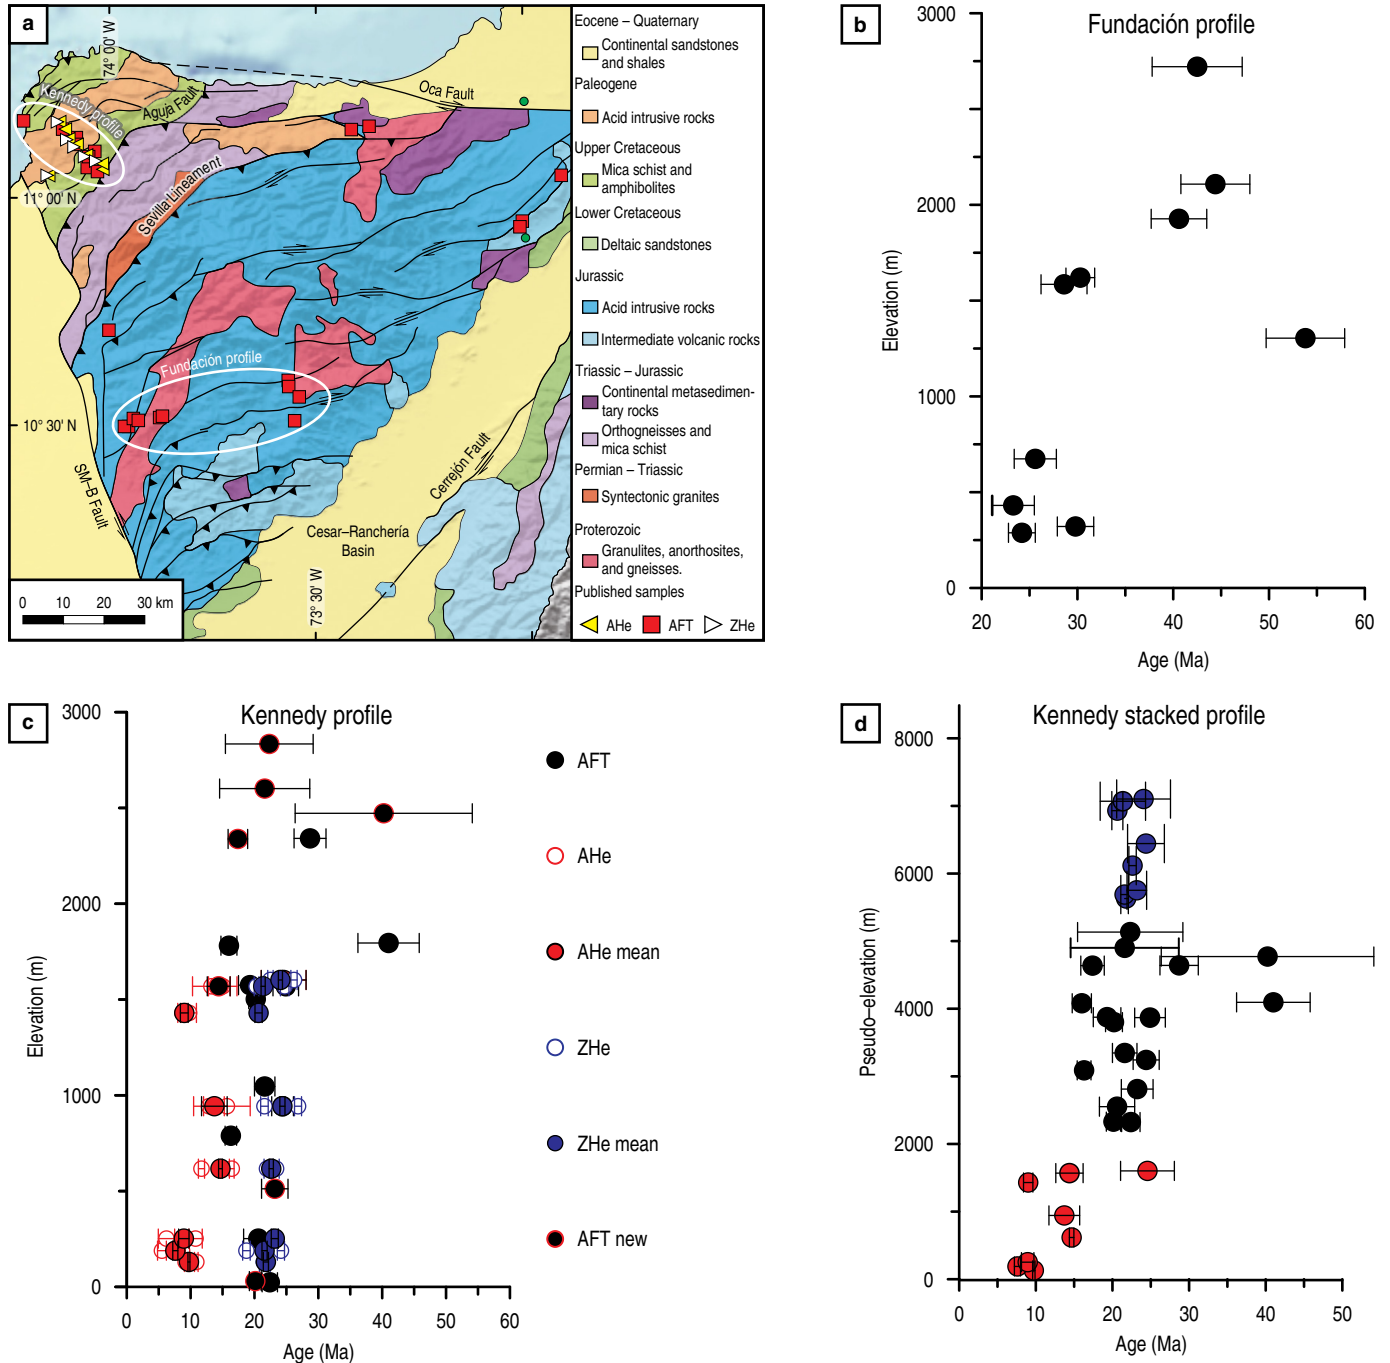 a
74° 00' W
Kennedy profile
Aguja Fault
Oca Fault
11° 00' N
Sevilla Lineament
Fundación profile
10° 30' N
SM–B Fault
Cerrejón Fault
Cesar–Ranchería
Basin
73° 30' W
0 10 20 30 km
Eocene – Quaternary
Continental sandstones
and shales
Paleogene
Acid intrusive rocks
Upper Cretaceous
Mica schist and
amphibolites
Lower Cretaceous
Deltaic sandstones
Jurassic
Acid intrusive rocks
Intermediate volcanic rocks
Triassic – Jurassic
Continental metasedimen-
tary rocks
Orthogneisses and
mica schist
Permian – Triassic
Syntectonic granites
Proterozoic
Granulites, anorthosites,
and gneisses.
Published samples
AHe AFT ZHe
b
Fundación profile
3000
2000
1000
0
Elevation (m)
20 30 40 50 60
Age (Ma)
c
Kennedy profile
3000
2000
1000
0
Elevation (m)
0 10 20 30 40 50 60
Age (Ma)
AFT
AHe
AHe mean
ZHe
ZHe mean
AFT new
d
Kennedy stacked profile
8000
6000
4000
2000
0
Pseudo–elevation (m)
0 10 20 30 40 50
Age (Ma)